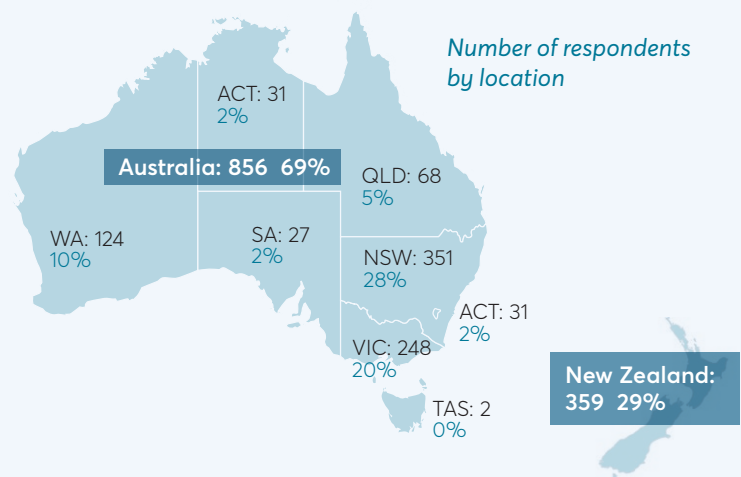 Number of respondents
by location
ACT: 31
2%
Australia: 856 69%
QLD: 68
5%
WA: 124
10%
SA: 27
2%
NSW: 351
28%
ACT: 31
2%
VIC: 248
20%
New Zealand:
359 29%
TAS: 2
0%